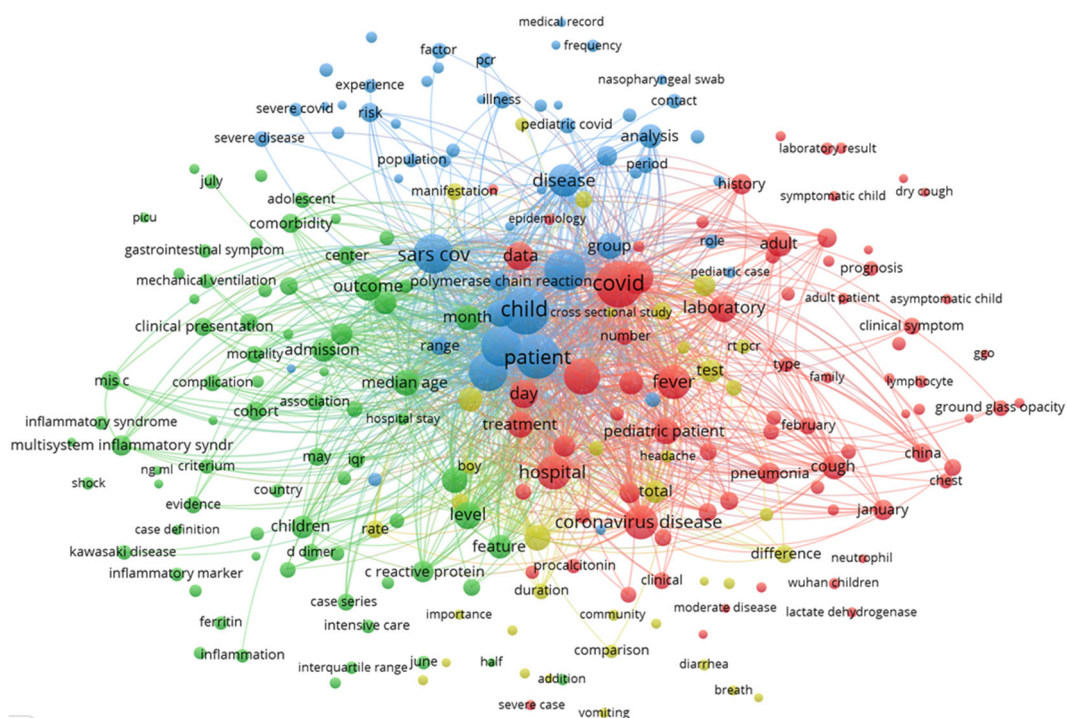 medical record
factor
frequency
pcr
nasopharyngeal swab
experience
illness
contact
severe covid
risk
pediatric covid
severe disease
analysis
laboratory result
population
period
july
disease
history
manifestation
dry cough
adolescent
symptomatic child
picu
comorbidity
epidemiology
gastrointestinal symptom
center
sars cov
data
group
role
adult
prognosis
mechanical ventilation
outcome
polymerase chain reaction
covid
pediatric case
adult patient
asymptomatic child
month
child
cross sectional study
laboratory
clinical presentation
clinical symptom
number
range
rt pcr
mortality
admission
patient
ggo
mis c
complication
median age
fever
test
type
family
lymphocyte
day
association
cohort
hospital stay
ground glass opacity
inflammatory syndrome
treatment
pediatric patient
february
multisystem inflammatory syndr
china
ng ml
criterium
may
iqr
boy
headache
hospital
pneumonia
cough
shock
country
total
chest
evidence
level
january
case definition
children
rate
coronavirus disease
kawasaki disease
d dimer
feature
difference
neutrophil
inflammatory marker
c reactive protein
procalcitonin
clinical
wuhan children
duration
case series
importance
community
moderate disease
lactate dehydrogenase
ferritin
intensive care
inflammation
comparison
interquartile range
june
half
diarrhea
addition
breath
severe case
vomiting